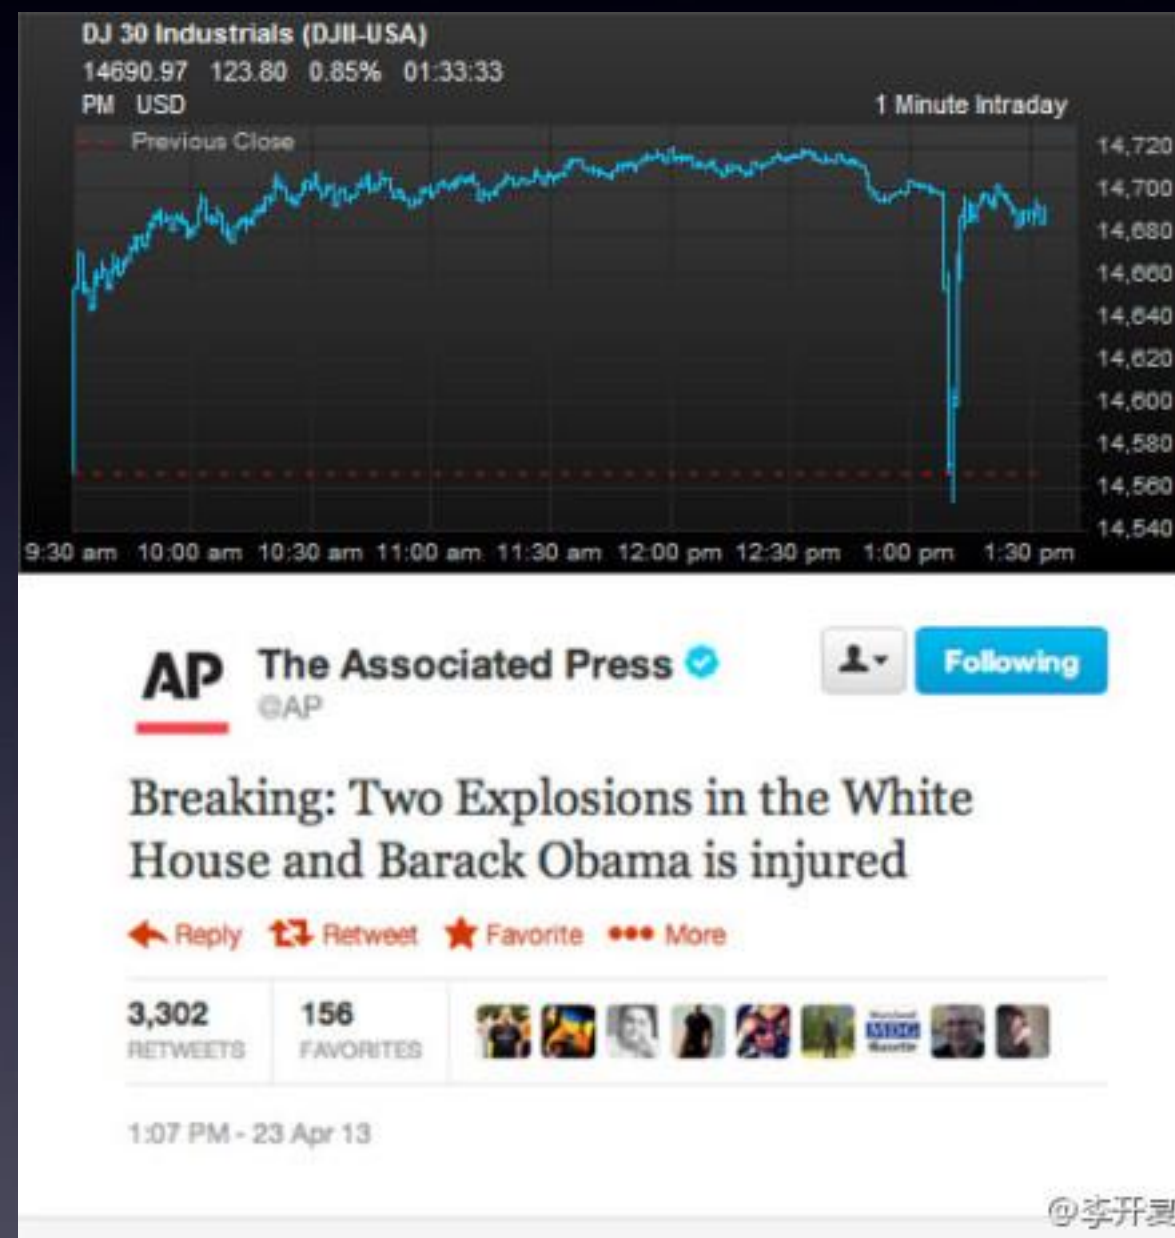 DJ 30 Industrials (DJII-USA)
14690.97 123.80 0.85% 01:33:33
PM USD
1 Minute Intraday
Previous Close
14,720
14,700
14,680
14,660
14,640
14,620
14,600
14,580
14,560
14,540
9:30 am 10:00 am 10:30 am 11:00 am 11:30 am 12:00 pm 12:30 pm 1:00 pm 1:30 pm
AP
The Associated Press
Following
@AP
Breaking: Two Explosions in the White
House and Barack Obama is injured
Reply Retweet Favorite More
3,302 156
RETWEETS FAVORITES
1:07 PM - 23 Apr 13
@李开复